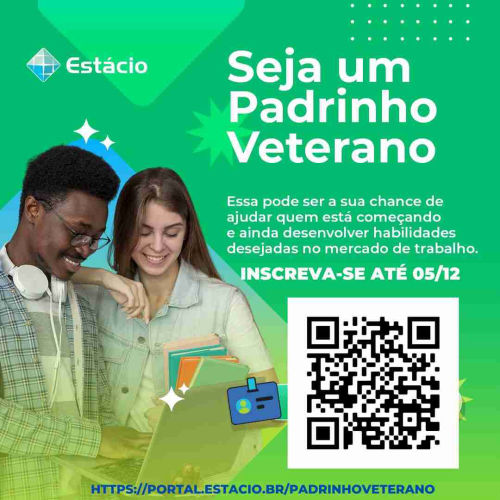 Estácio
Seja um
Padrinho
Veterano
Essa pode ser a sua chance de
ajudar quem está começando
e ainda desenvolver habilidades
desejadas no mercado de trabalho.
INSCREVA-SE ATÉ 05/12
HTTPS://PORTAL.ESTACIO.BR/PADRINHOVETERANO